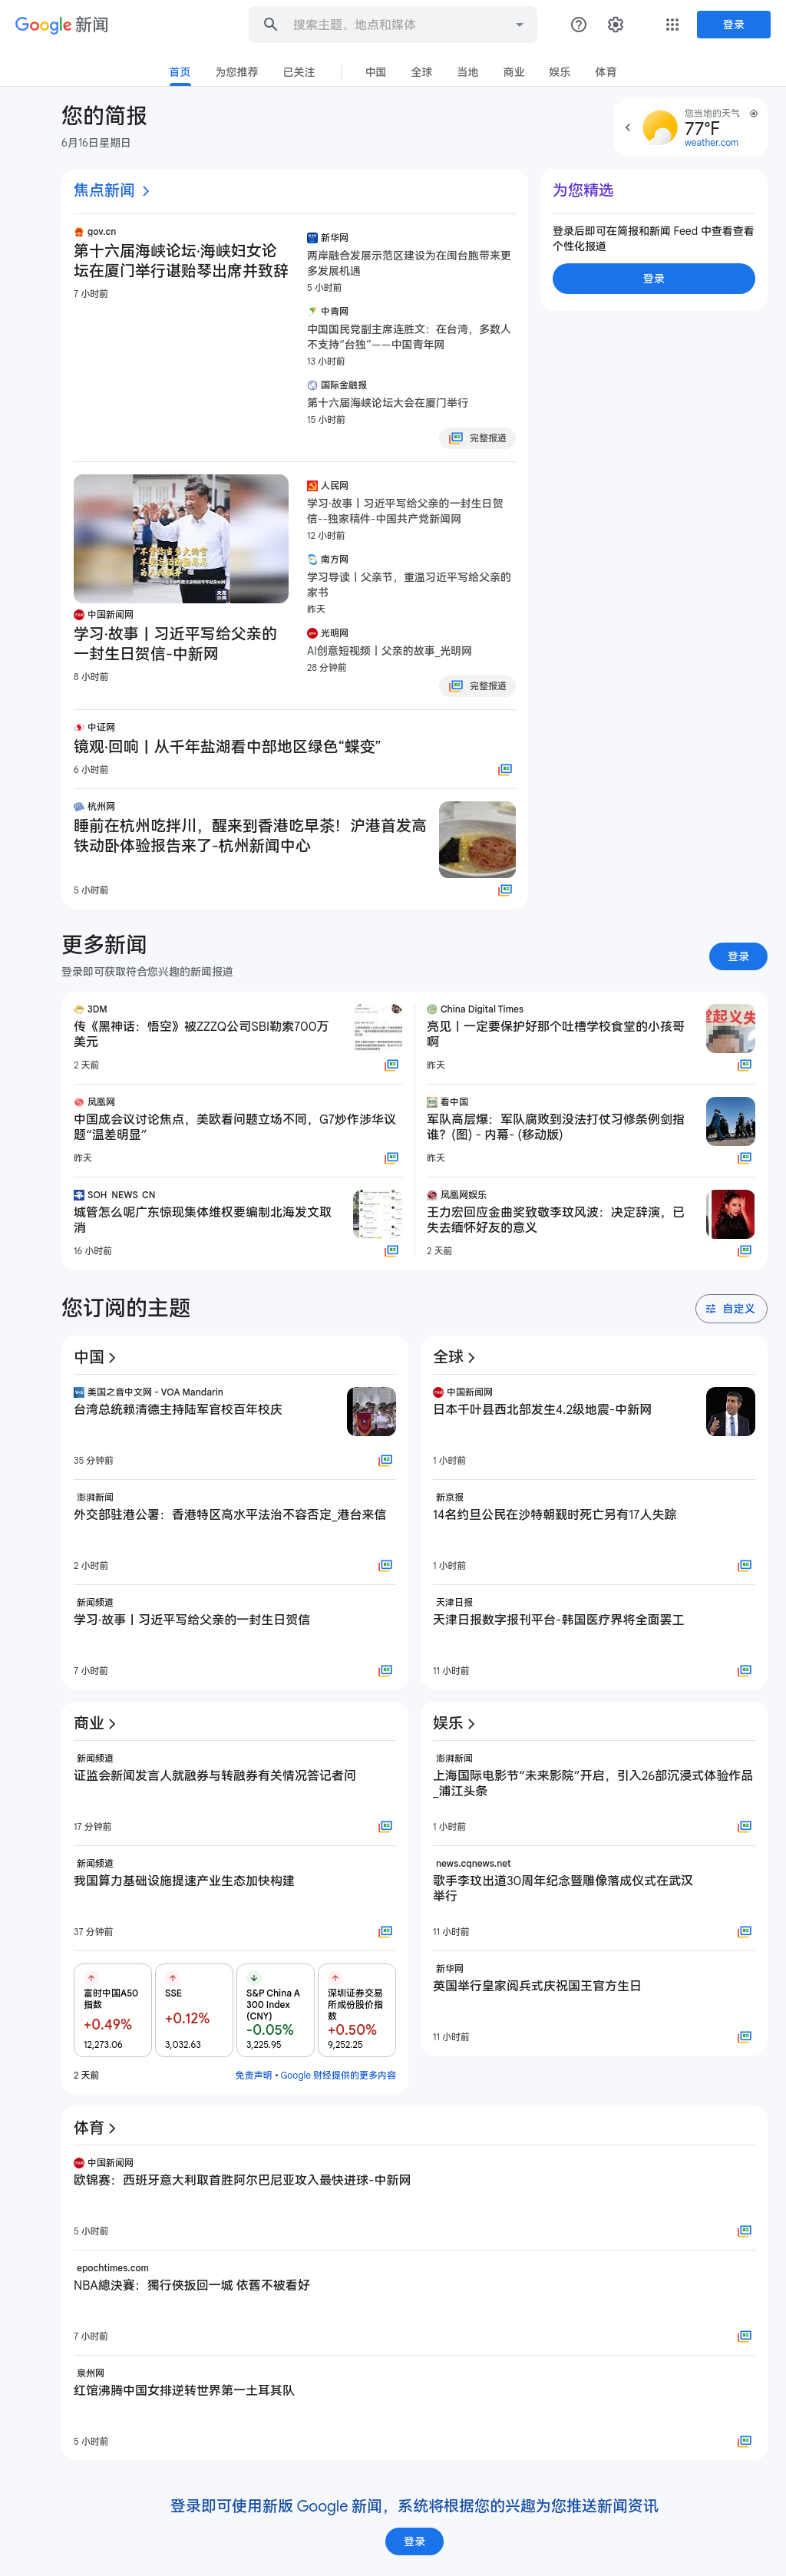 Google 新闻
搜索主题、地点和媒体
登录
首页
为您推荐
已关注
中国
全球
当地
商业
娱乐
体育
您的简报
6月16日星期日
您当地的天气
77°F
weather.com
焦点新闻
gov.cn
第十六届海峡论坛·海峡妇女论
坛在厦门举行谌贻琴出席并致辞
7 小时前
新华网
两岸融合发展示范区建设为在闽台胞带来更
多发展机遇
5 小时前
中青网
中国国民党副主席连胜文：在台湾，多数人
不支持“台独”——中国青年网
13 小时前
国际金融报
第十六届海峡论坛大会在厦门举行
15 小时前
完整报道
为您精选
登录后即可在简报和新闻 Feed 中查看查看
个性化报道
登录
中国新闻网
学习·故事丨习近平写给父亲的
一封生日贺信-中新网
8 小时前
人民网
学习·故事丨习近平写给父亲的一封生日贺
信--独家稿件-中国共产党新闻网
12 小时前
南方网
学习导读丨父亲节，重温习近平写给父亲的
家书
昨天
光明网
AI创意短视频丨父亲的故事_光明网
28 分钟前
完整报道
中证网
镜观·回响丨从千年盐湖看中部地区绿色“蝶变”
6 小时前
杭州网
睡前在杭州吃拌川，醒来到香港吃早茶！沪港首发高
铁动卧体验报告来了-杭州新闻中心
5 小时前
更多新闻
登录即可获取符合您兴趣的新闻报道
登录
3DM
传《黑神话：悟空》被ZZZQ公司SBI勒索700万
美元
2 天前
凤凰网
中国成会议讨论焦点，美欧看问题立场不同，G7炒作涉华议
题“温差明显”
昨天
SOH_NEWS_CN
城管怎么呢广东惊现集体维权要编制北海发文取
消
16 小时前
China Digital Times
亮见丨一定要保护好那个吐槽学校食堂的小孩哥
啊
昨天
看中国
军队高层爆：军队腐败到没法打仗习修条例剑指
谁？(图) - 内幕- (移动版)
昨天
凤凰网娱乐
王力宏回应金曲奖致敬李玟风波：决定辞演，已
失去缅怀好友的意义
2 天前
您订阅的主题
自定义
中国
美国之音中文网 - VOA Mandarin
台湾总统赖清德主持陆军官校百年校庆
35 分钟前
澎湃新闻
外交部驻港公署：香港特区高水平法治不容否定_港台来信
2 小时前
新闻频道
学习·故事丨习近平写给父亲的一封生日贺信
7 小时前
全球
中国新闻网
日本千叶县西北部发生4.2级地震-中新网
1 小时前
新京报
14名约旦公民在沙特朝觐时死亡另有17人失踪
1 小时前
天津日报
天津日报数字报刊平台-韩国医疗界将全面罢工
11 小时前
商业
新闻频道
证监会新闻发言人就融券与转融券有关情况答记者问
17 分钟前
新闻频道
我国算力基础设施提速产业生态加快构建
37 分钟前
富时中国A50
指数
+0.49%
12,273.06
SSE
+0.12%
3,032.63
S&P China A
300 Index
(CNY)
-0.05%
3,225.95
深圳证券交易
所成份股价指
数
+0.50%
9,252.25
2 天前
免责声明 • Google 财经提供的更多内容
娱乐
澎湃新闻
上海国际电影节“未来影院”开启，引入26部沉浸式体验作品
_浦江头条
1 小时前
news.cqnews.net
歌手李玟出道30周年纪念暨雕像落成仪式在武汉
举行
11 小时前
新华网
英国举行皇家阅兵式庆祝国王官方生日
11 小时前
体育
中国新闻网
欧锦赛：西班牙意大利取首胜阿尔巴尼亚攻入最快进球-中新网
5 小时前
epochtimes.com
NBA總決賽：獨行俠扳回一城 依舊不被看好
7 小时前
泉州网
红馆沸腾中国女排逆转世界第一土耳其队
5 小时前
登录即可使用新版 Google 新闻，系统将根据您的兴趣为您推送新闻资讯
登录